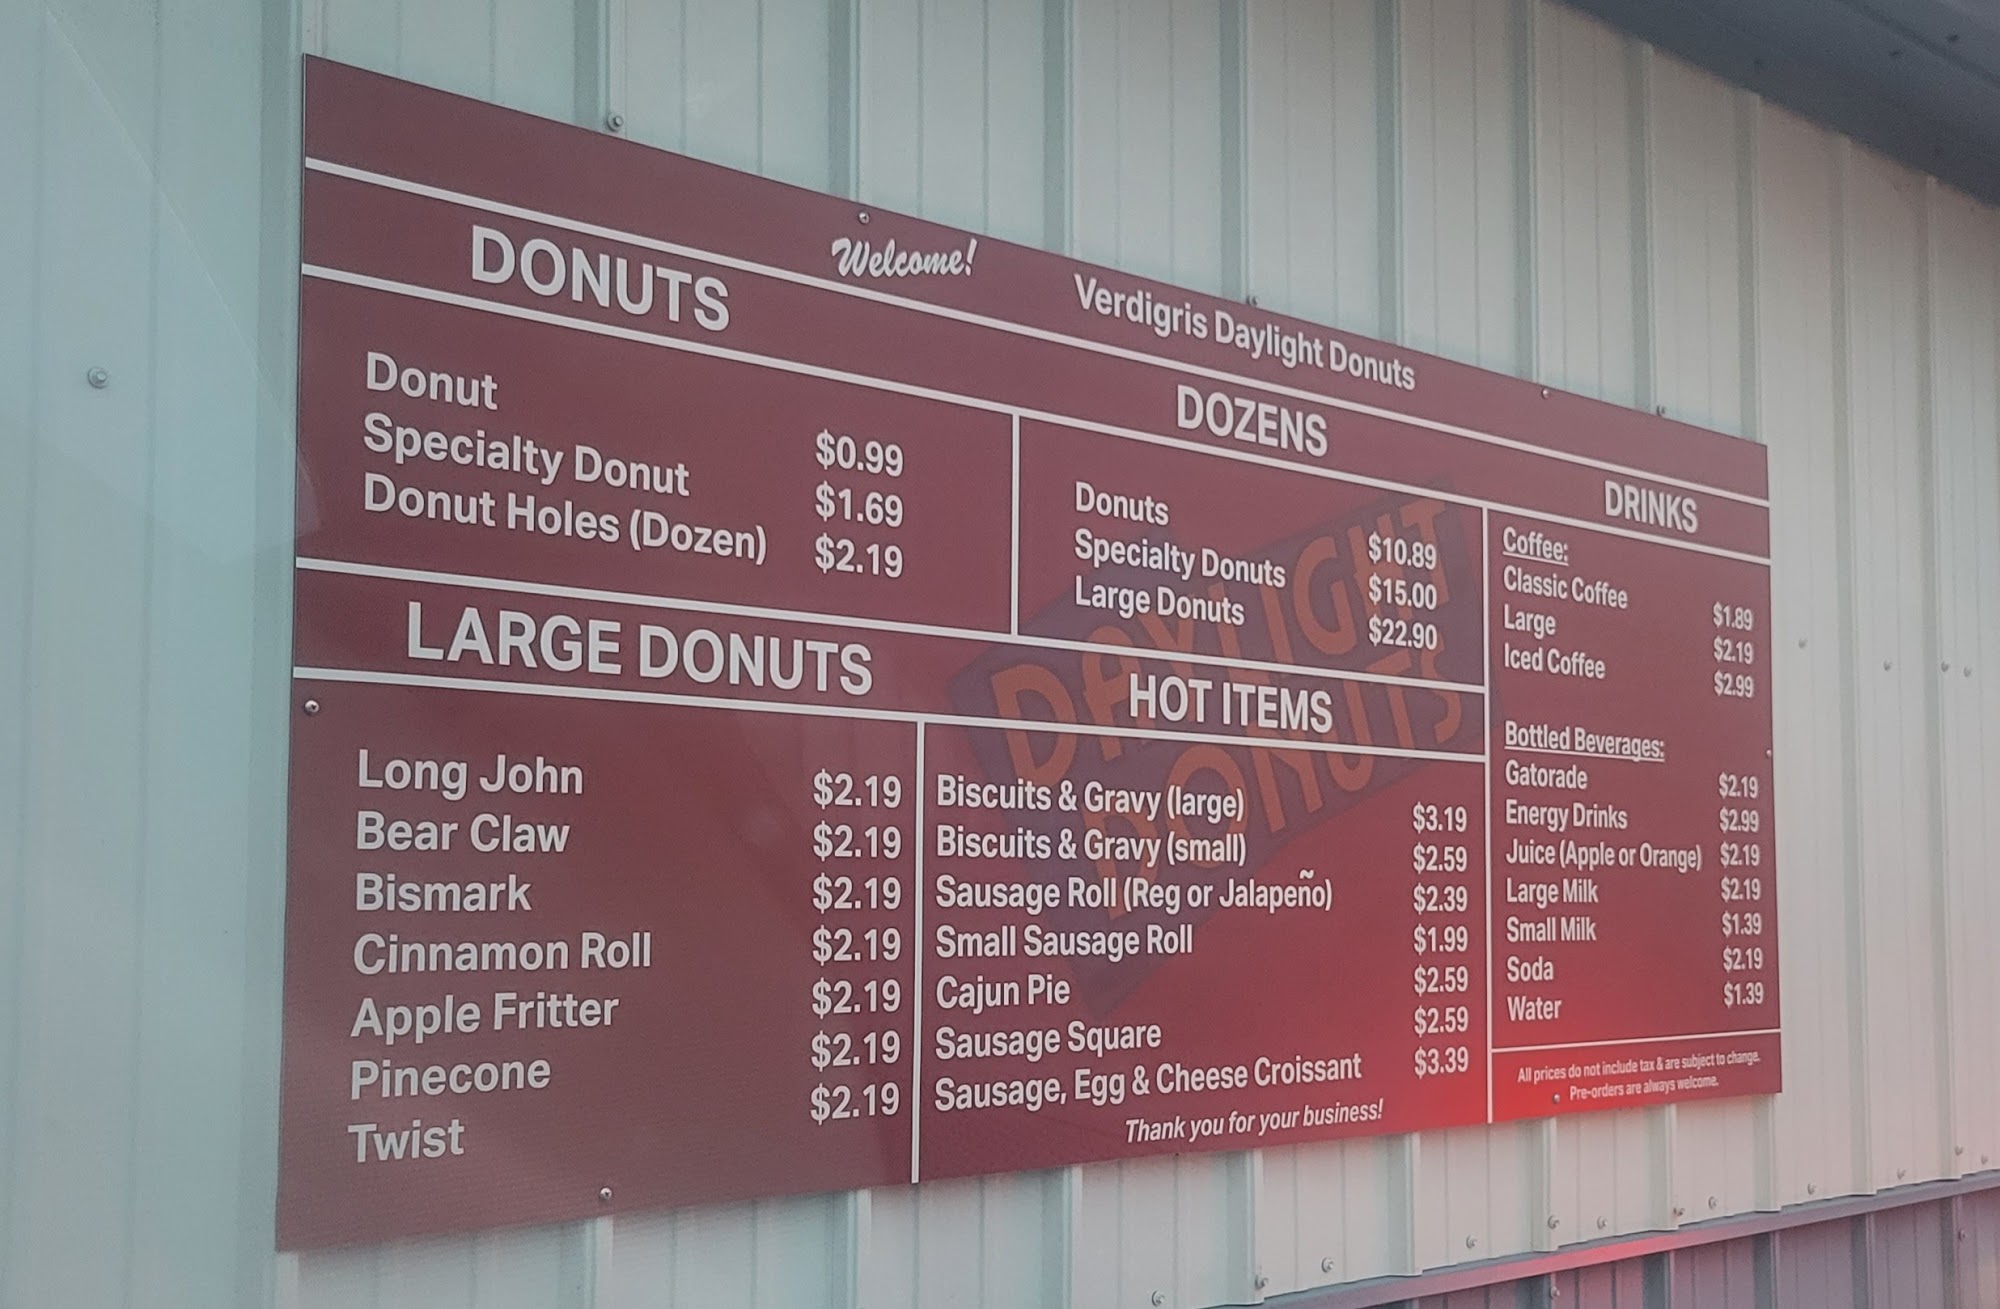 Welcome! Verdigris Daylight Donuts
DONUTS
Donut $0.99
Specialty Donut $1.69
Donut Holes (Dozen) $2.19
DOZENS
Donuts $10.89
Specialty Donuts $15.00
Large Donuts $22.90
LARGE DONUTS
Long John $2.19
Bear Claw $2.19
Bismark $2.19
Cinnamon Roll $2.19
Apple Fritter $2.19
Pinecone $2.19
Twist $2.19
HOT ITEMS
Biscuits & Gravy (large) $3.19
Biscuits & Gravy (small) $2.59
Sausage Roll (Reg or Jalapeño) $2.39
Small Sausage Roll $1.99
Cajun Pie $2.59
Sausage Square $2.59
Sausage, Egg & Cheese Croissant $3.39
Thank you for your business!
DAYLIGHT
DONUTS
DRINKS
Coffee:
Classic Coffee $1.89
Large $2.19
Iced Coffee $2.99
Bottled Beverages:
Gatorade $2.19
Energy Drinks $2.99
Juice (Apple or Orange) $2.19
Large Milk $2.19
Small Milk $1.39
Soda $2.19
Water $1.39
All prices do not include tax & are subject to change.
Pre-orders are always welcome.